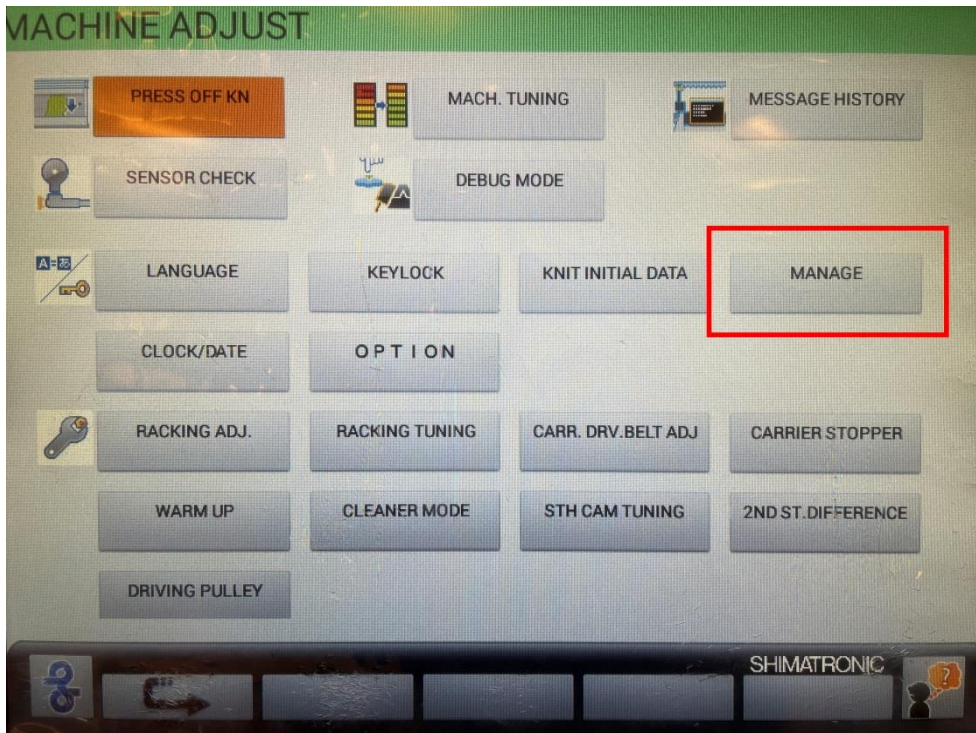 MACHINE ADJUST
PRESS OFF KN
MACH. TUNING
MESSAGE HISTORY
SENSOR CHECK
DEBUG MODE
A=あ
LANGUAGE
KEYLOCK
KNIT INITIAL DATA
MANAGE
CLOCK/DATE
OPTION
RACKING ADJ.
RACKING TUNING
CARR. DRV.BELT ADJ
CARRIER STOPPER
WARM UP
CLEANER MODE
STH CAM TUNING
2ND ST.DIFFERENCE
DRIVING PULLEY
SHIMATRONIC
?